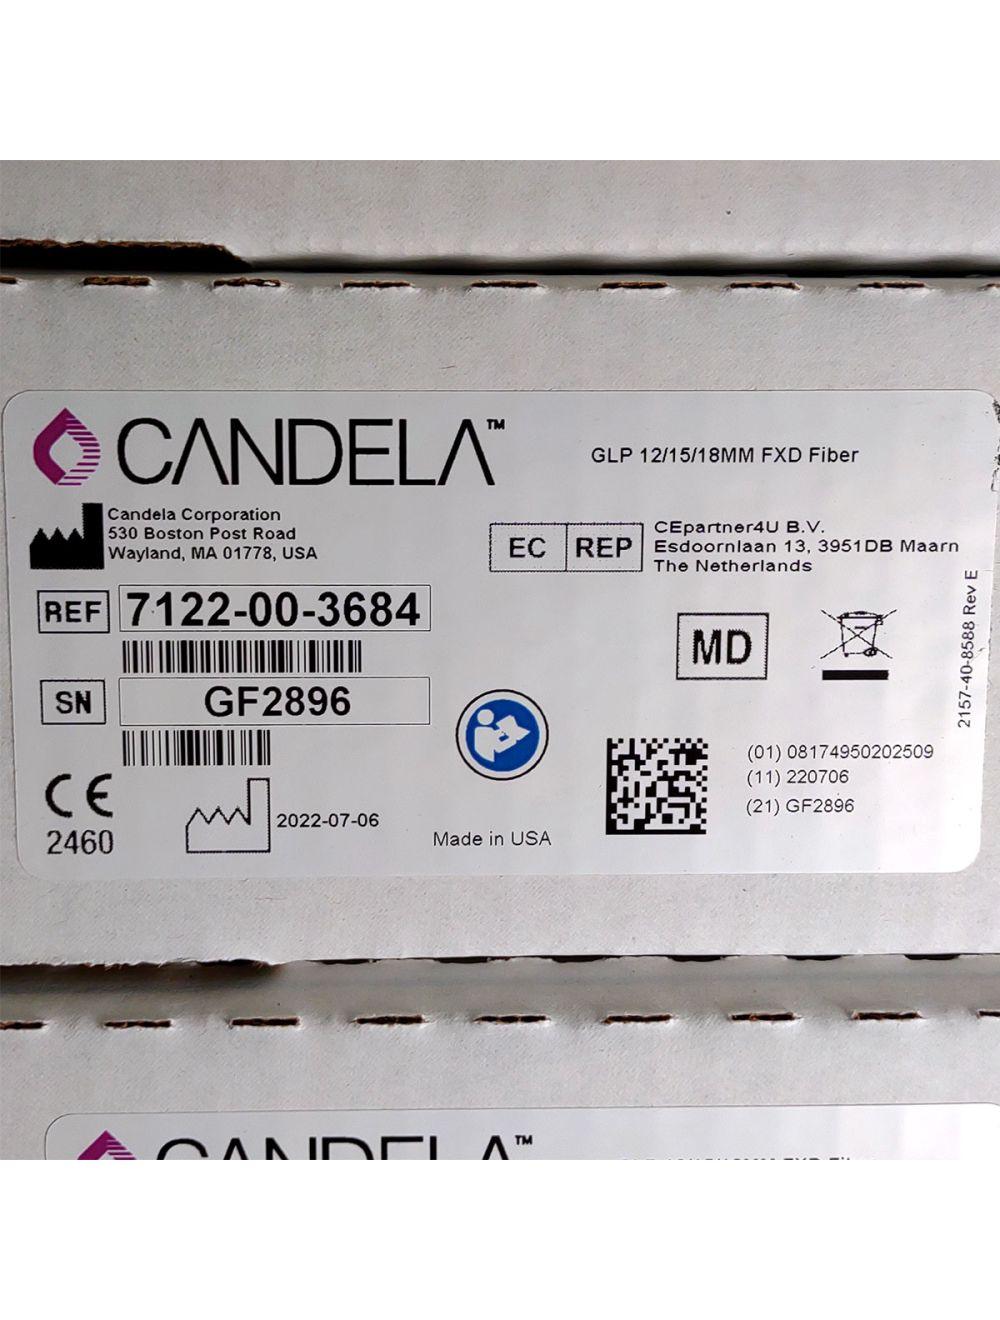 CANDELA™
GLP 12/15/18MM FXD Fiber
Candela Corporation
530 Boston Post Road
Wayland, MA 01778, USA
EC REP
CEpartner4U B.V.
Esdoornlaan 13, 3951DB Maarn
The Netherlands
REF 7122-00-3684
MD
SN GF2896
2157-40-8588 Rev E
(01) 08174950202509
(11) 220706
(21) GF2896
CE
2460
2022-07-06
Made in USA
CANDELA™